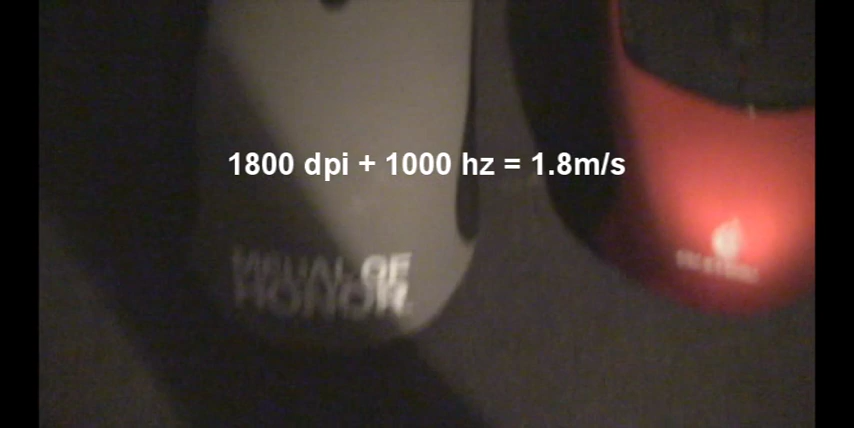 1800 dpi + 1000 hz = 1.8m/s
MEDAL OF
HONOR